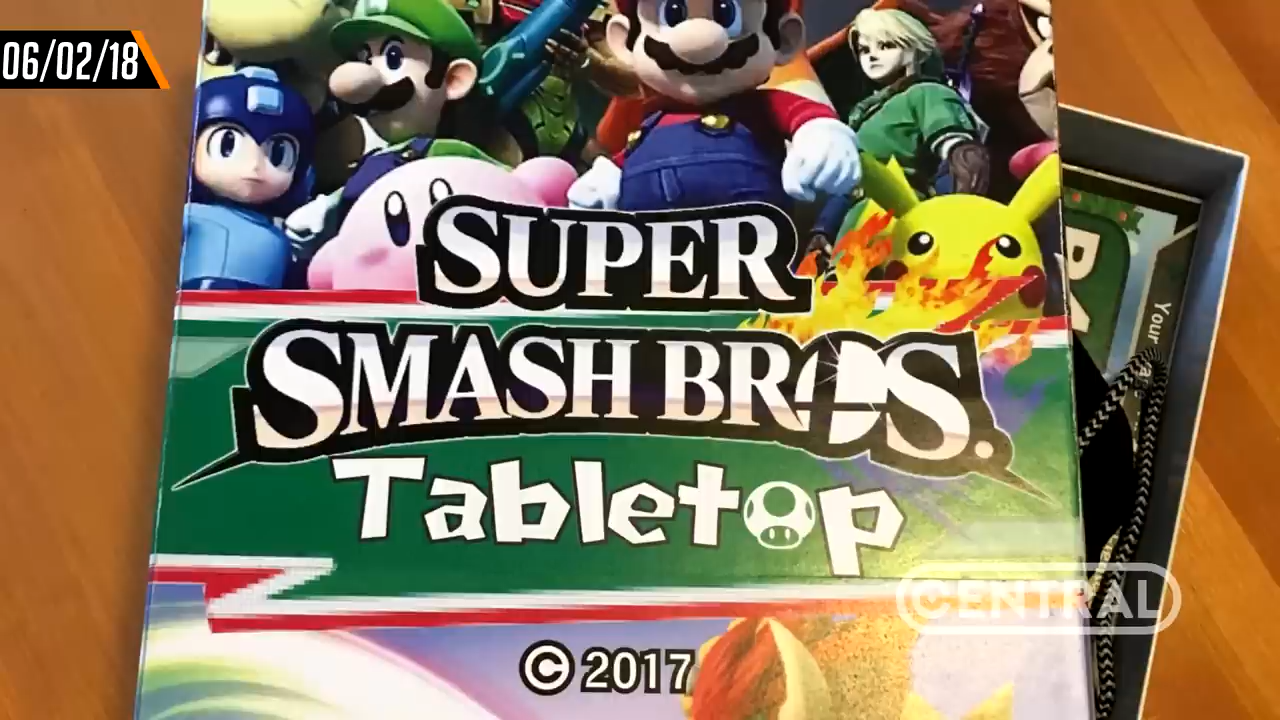 06/02/18
SUPER
SMASH BROS.
Tabletop
Your
CENTRAL
© 2017